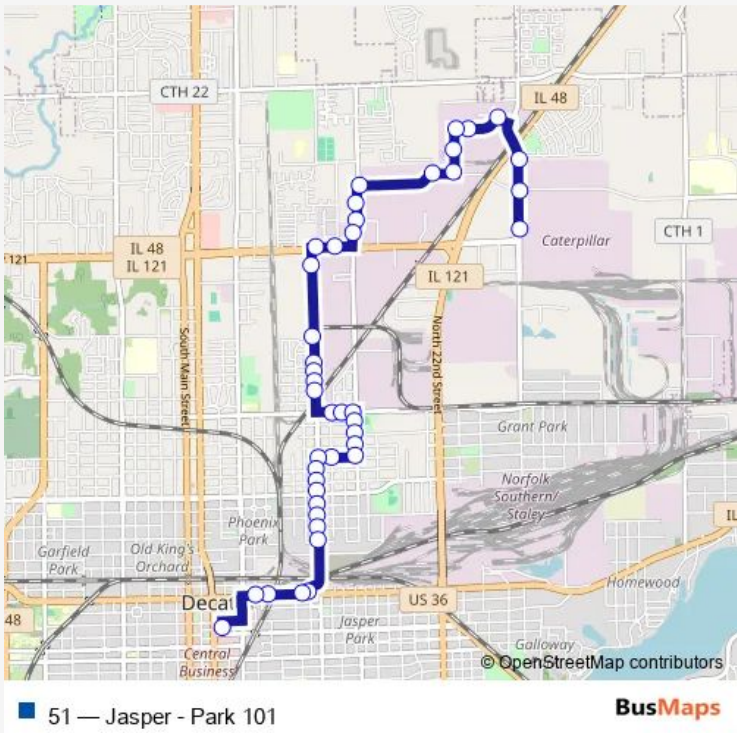 IL 48
CTH 22
Caterpillar
CTH 1
IL 48
IL 121
121
IL 121
South Main Street
North 22nd Street
Grant Park
Norfolk
Southern/
Staley
IL
Phoenix
Park
Old King's
Orchard
Garfield
Park
Homewood
Decat
US 36
48
Jasper
Park
Central
Business
Galloway
© OpenStreetMap contributors
51 — Jasper - Park 101
BusMaps